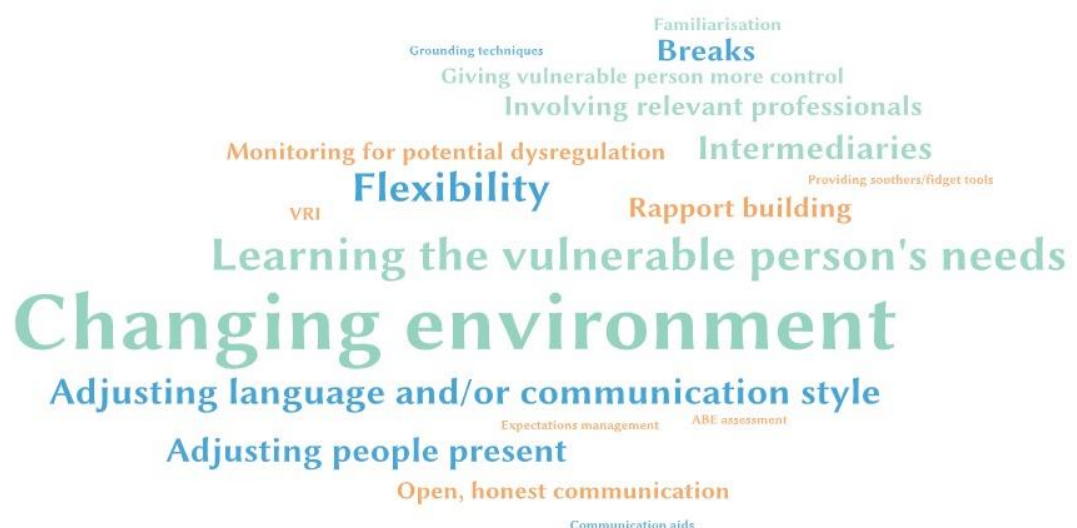 Familiarisation
Grounding techniques
Breaks
Giving vulnerable person more control
Involving relevant professionals
Monitoring for potential dysregulation
Intermediaries
Flexibility
Providing soothers/fidget tools
VRI
Rapport building
Learning the vulnerable person's needs
Changing environment
Adjusting language and/or communication style
Expectations management
ABE assessment
Adjusting people present
Open, honest communication
Communication aids